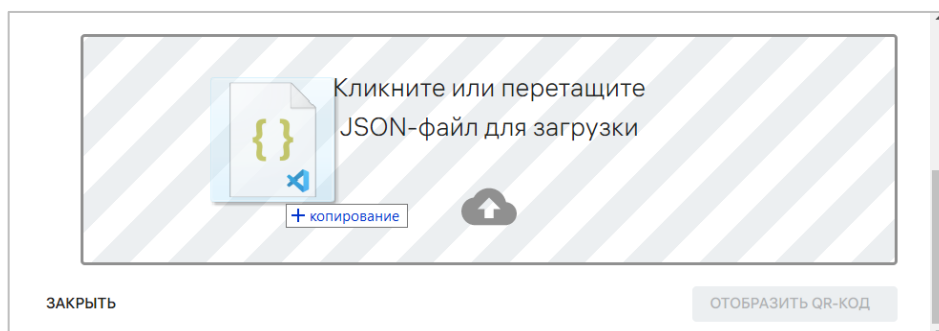 Кликните или перетащите
JSON-файл для загрузки
{ }
+ копирование
ЗАКРЫТЬ
ОТОБРАЗИТЬ QR-КОД